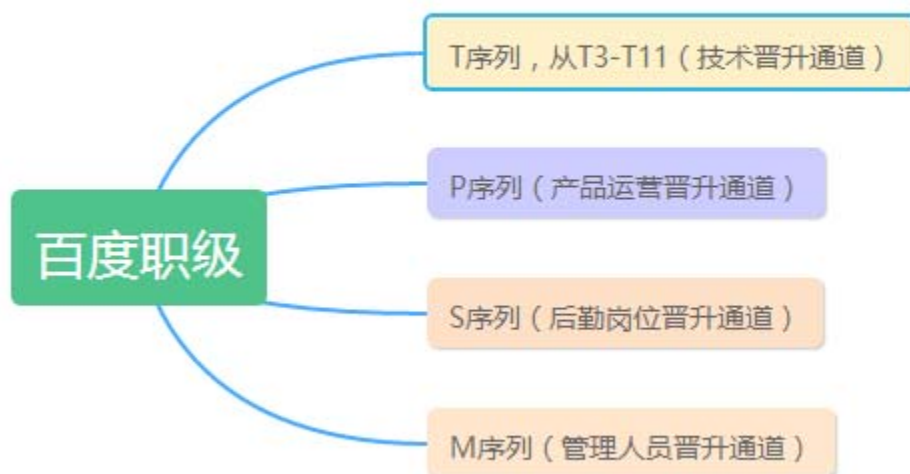 百度职级
T序列，从T3-T11（技术晋升通道）
P序列（产品运营晋升通道）
S序列（后勤岗位晋升通道）
M序列（管理人员晋升通道）